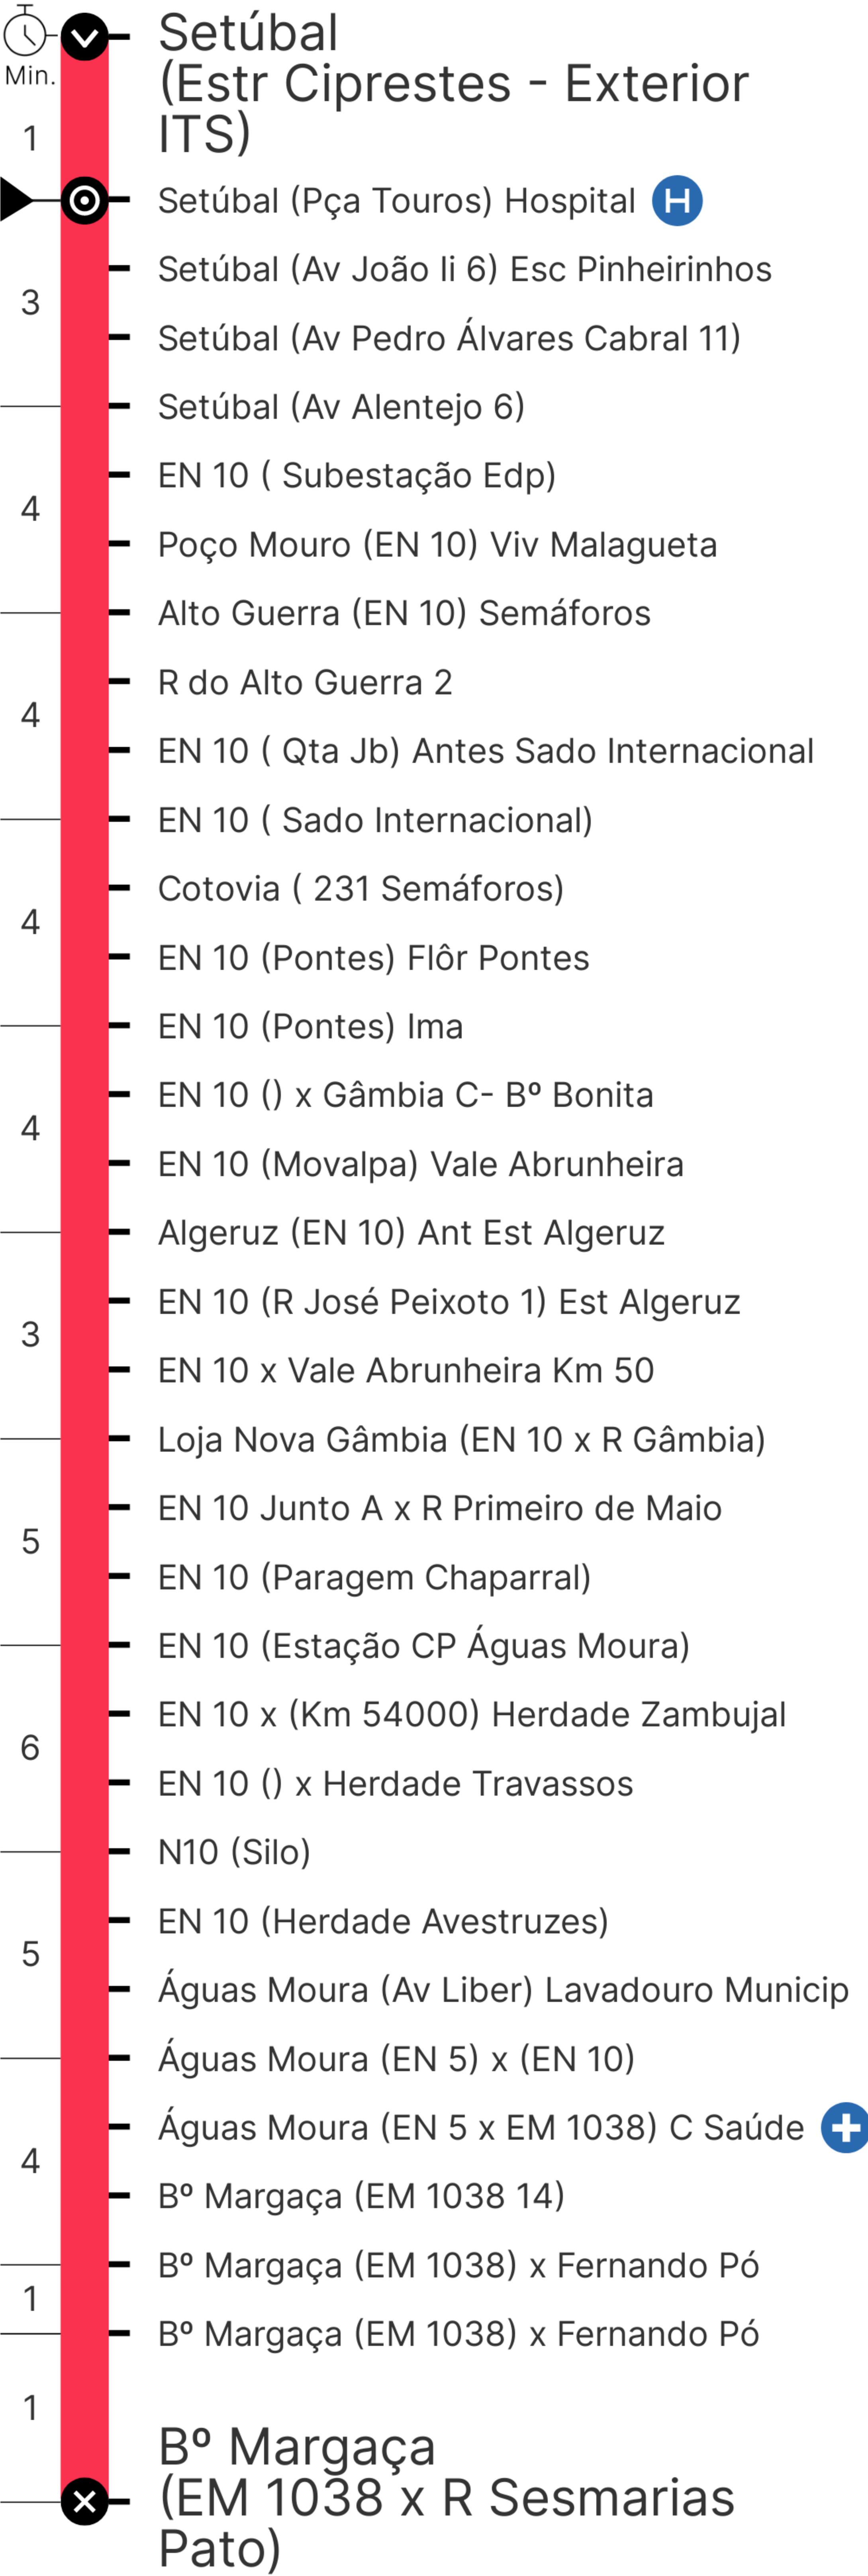 Setúbal
(Estr Ciprestes - Exterior
ITS)
Min.
1
Setúbal (Pça Touros) Hospital H
Setúbal (Av João Ii 6) Esc Pinheirinhos
3
Setúbal (Av Pedro Álvares Cabral 11)
Setúbal (Av Alentejo 6)
EN 10 ( Subestação Edp)
4
Poço Mouro (EN 10) Viv Malagueta
Alto Guerra (EN 10) Semáforos
R do Alto Guerra 2
4
EN 10 ( Qta Jb) Antes Sado Internacional
EN 10 ( Sado Internacional)
Cotovia ( 231 Semáforos)
4
EN 10 (Pontes) Flôr Pontes
EN 10 (Pontes) Ima
EN 10 () x Gâmbia C- Bº Bonita
4
EN 10 (Movalpa) Vale Abrunheira
Algeruz (EN 10) Ant Est Algeruz
EN 10 (R José Peixoto 1) Est Algeruz
3
EN 10 x Vale Abrunheira Km 50
Loja Nova Gâmbia (EN 10 x R Gâmbia)
EN 10 Junto A x R Primeiro de Maio
5
EN 10 (Paragem Chaparral)
EN 10 (Estação CP Águas Moura)
EN 10 x (Km 54000) Herdade Zambujal
6
EN 10 () x Herdade Travassos
N10 (Silo)
EN 10 (Herdade Avestruzes)
5
Águas Moura (Av Liber) Lavadouro Municip
Águas Moura (EN 5) x (EN 10)
Águas Moura (EN 5 x EM 1038) C Saúde
4
Bº Margaça (EM 1038 14)
Bº Margaça (EM 1038) x Fernando Pó
1
Bº Margaça (EM 1038) x Fernando Pó
1
Bº Margaça
(EM 1038 x R Sesmarias
Pato)